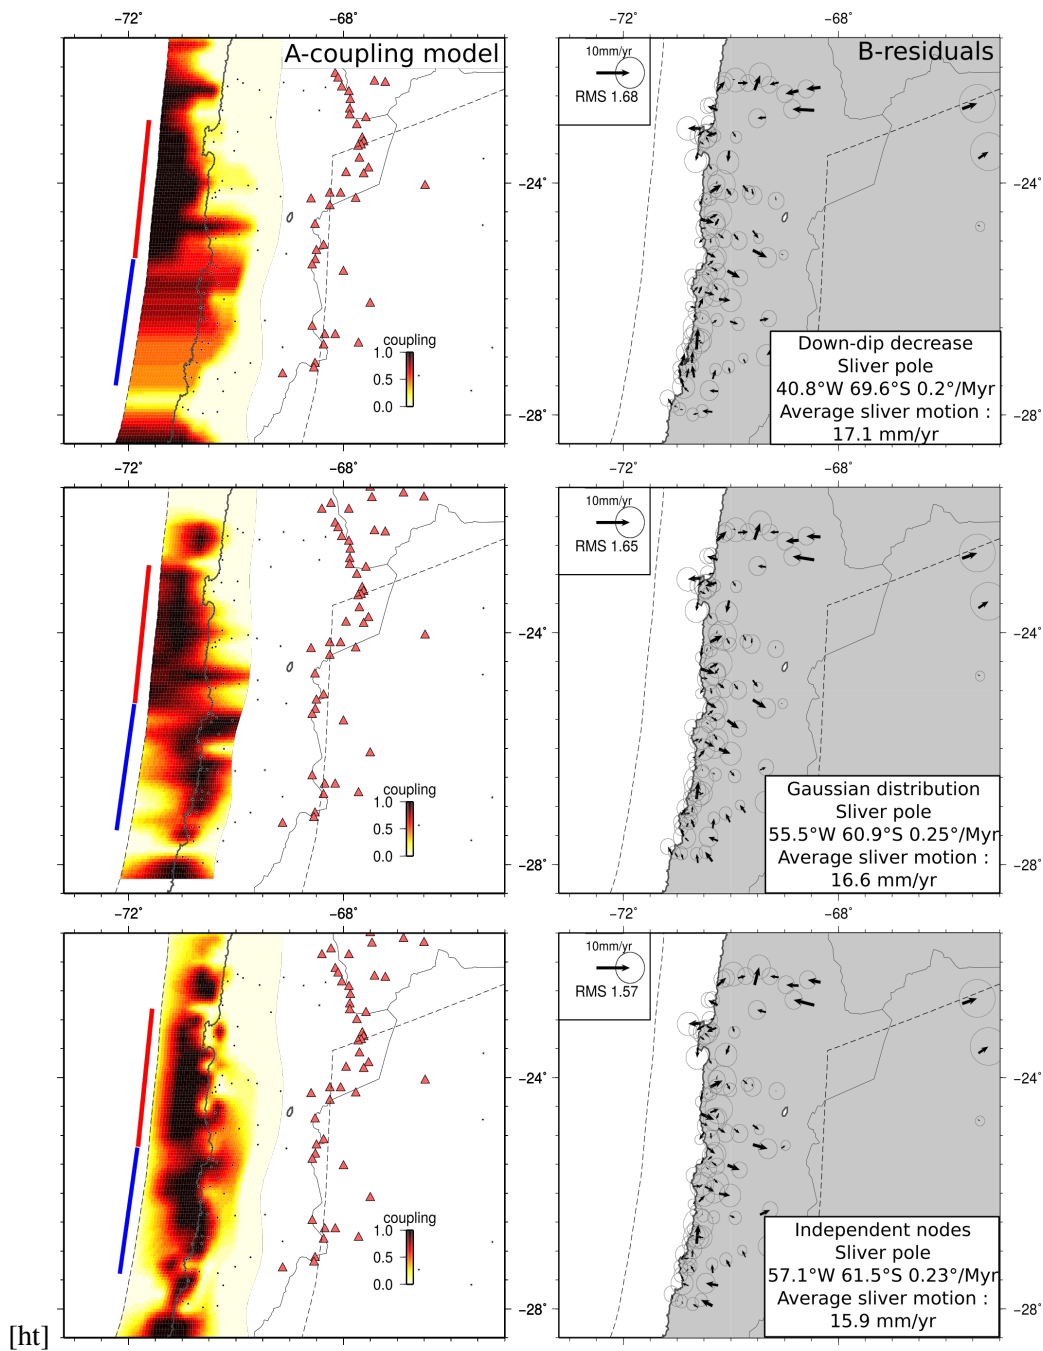 −72˚
−68˚
−72˚
−68˚
A-coupling model
B-residuals
10mm/yr
RMS 1.68
−24˚
−24˚
coupling
1.0
0.5
0.0
Down-dip decrease
Sliver pole
40.8°W 69.6°S 0.2°/Myr
Average sliver motion :
17.1 mm/yr
−28˚
−28˚
−72˚
−68˚
−72˚
−68˚
10mm/yr
RMS 1.65
−24˚
−24˚
coupling
1.0
0.5
0.0
Gaussian distribution
Sliver pole
55.5°W 60.9°S 0.25°/Myr
Average sliver motion :
16.6 mm/yr
−28˚
−28˚
−72˚
−68˚
−72˚
−68˚
10mm/yr
RMS 1.57
−24˚
−24˚
coupling
1.0
0.5
0.0
Independent nodes
Sliver pole
57.1°W 61.5°S 0.23°/Myr
Average sliver motion :
15.9 mm/yr
−28˚
−28˚
[ht]